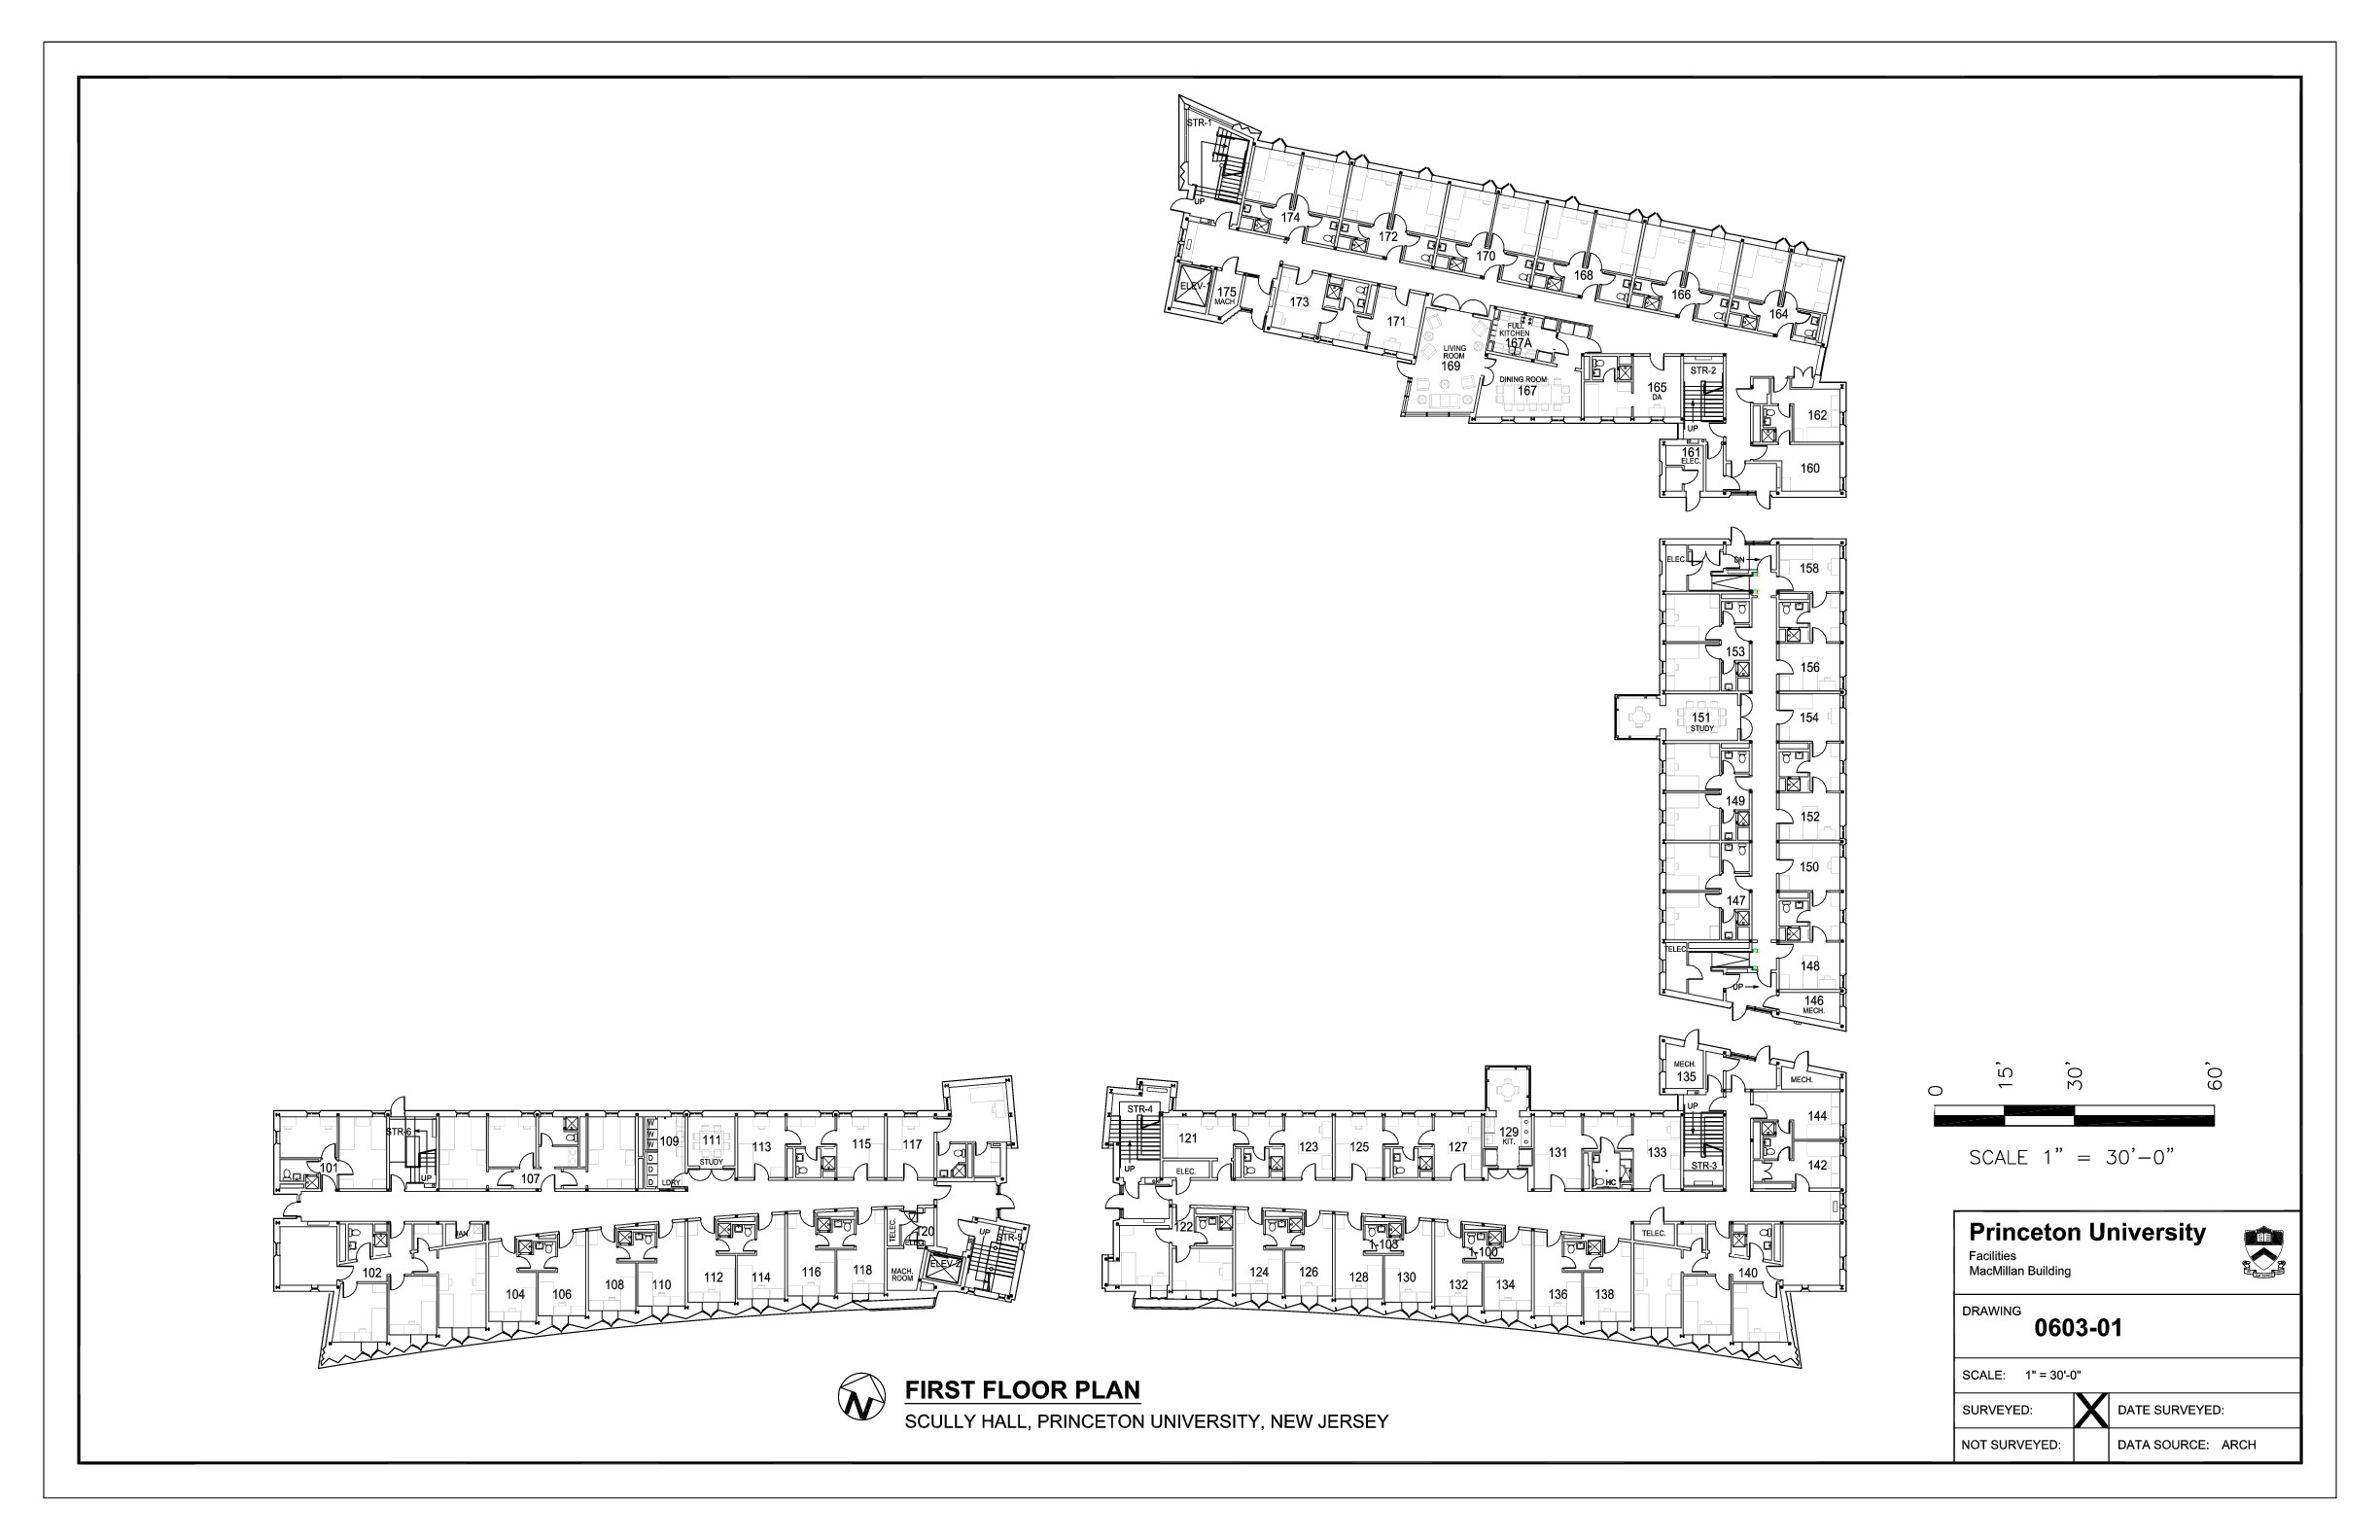 STR-1
UP
174
172
170
168
166
164
ELEV-1
175
MACH
173
171
LIVING
ROOM
169
FULL
KITCHEN
167A
DINING ROOM
167
165
DA
STR-2
UP
162
161
ELEC.
160
ELEC.
DN
158
153
156
151
STUDY
154
149
152
150
147
TELEC
148
UP
146
MECH.
MECH.
135
MECH.
UP
144
142
STR-3
STR-6
UP
101
107
109
W
W
W
D
D
D
LDRY
111
STUDY
113
115
117
102
JAN.
104
106
108
110
112
114
116
118
TELEC.
ELEC
MACH.
ROOM
ELEV-2
UP
STR-5
STR-4
UP
121
ELEC.
123
125
127
129
KIT.
131
HC
133
122
124
126
1-103
128
130
1-100
132
134
136
138
TELEC.
140
0
15'
30'
60'
SCALE 1" = 30'-0"
N
FIRST FLOOR PLAN
SCULLY HALL, PRINCETON UNIVERSITY, NEW JERSEY
Princeton University
Facilities
MacMillan Building
DRAWING
0603-01
SCALE: 1" = 30'-0"
SURVEYED: X DATE SURVEYED:
NOT SURVEYED: DATA SOURCE: ARCH